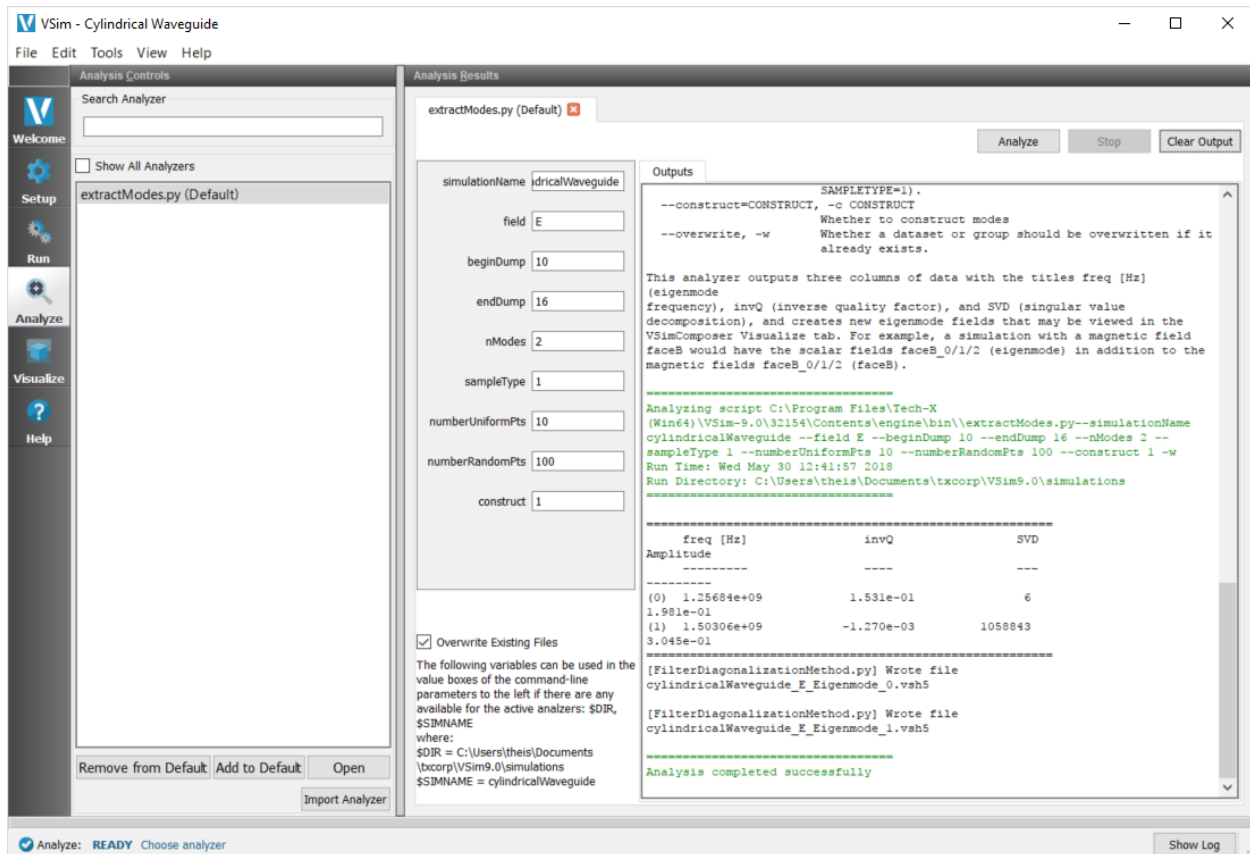 VSim - Cylindrical Waveguide
File Edit Tools View Help
Analysis Controls
Search Analyzer
Show All Analyzers
extractModes.py (Default)
Remove from Default Add to Default Open
Import Analyzer
Welcome
Setup
Run
Analyze
Visualize
Help
Analysis Results
extractModes.py (Default)
Analyze Stop Clear Output
simulationName idricalWaveguide
field E
beginDump 10
endDump 16
nModes 2
sampleType 1
numberUniformPts 10
numberRandomPts 100
construct 1
Overwrite Existing Files
The following variables can be used in the
value boxes of the command-line
parameters to the left if there are any
available for the active analzers: $DIR,
$SIMNAME
where:
$DIR = C:\Users\theis\Documents
\txcorp\VSim9.0\simulations
$SIMNAME = cylindricalWaveguide
Outputs
SAMPLETYPE=1).
--construct=CONSTRUCT, -c CONSTRUCT
Whether to construct modes
--overwrite, -w Whether a dataset or group should be overwritten if it
already exists.
This analyzer outputs three columns of data with the titles freq [Hz]
(eigenmode
frequency), invQ (inverse quality factor), and SVD (singular value
decomposition), and creates new eigenmode fields that may be viewed in the
VSimComposer Visualize tab. For example, a simulation with a magnetic field
faceB would have the scalar fields faceB_0/1/2 (eigenmode) in addition to the
magnetic fields faceB_0/1/2 (faceB).
==================================
Analyzing script C:\Program Files\Tech-X
(Win64)\VSim-9.0\32154\Contents\engine\bin\\extractModes.py--simulationName
cylindricalWaveguide --field E --beginDump 10 --endDump 16 --nModes 2 --
sampleType 1 --numberUniformPts 10 --numberRandomPts 100 --construct 1 -w
Run Time: Wed May 30 12:41:57 2018
Run Directory: C:\Users\theis\Documents\txcorp\VSim9.0\simulations
==================================
========================================================
freq [Hz] invQ SVD
Amplitude
--------- ---- ---
---------
(0) 1.25684e+09 1.531e-01 6
1.981e-01
(1) 1.50306e+09 -1.270e-03 1058843
3.045e-01
========================================================
[FilterDiagonalizationMethod.py] Wrote file
cylindricalWaveguide_E_Eigenmode_0.vsh5
[FilterDiagonalizationMethod.py] Wrote file
cylindricalWaveguide_E_Eigenmode_1.vsh5
==================================
Analysis completed successfully
Analyze: READY Choose analyzer
Show Log